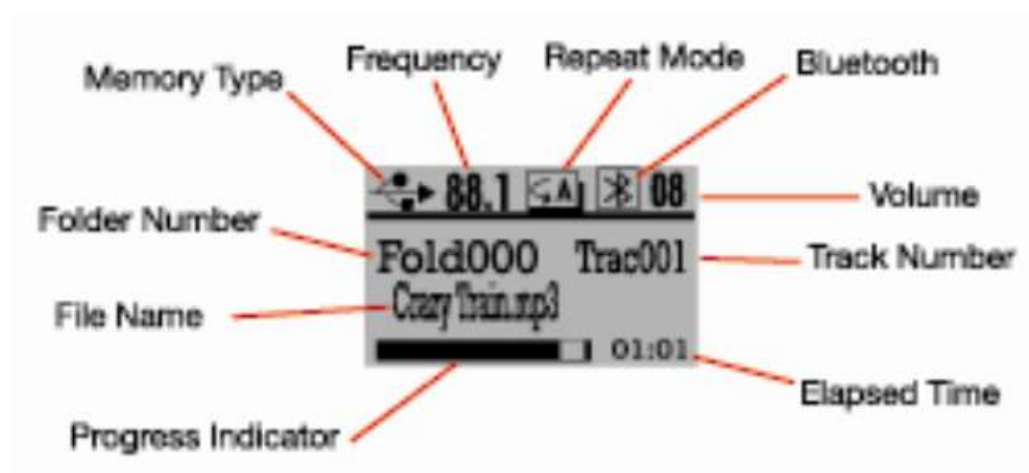 Frequency Repeat Mode Bluetooth
Memory Type
88.1 A 08
Volume
Folder Number
Fold000 Trac001
Track Number
Crazy Train.mp3
File Name
01:01
Elapsed Time
Progress Indicator